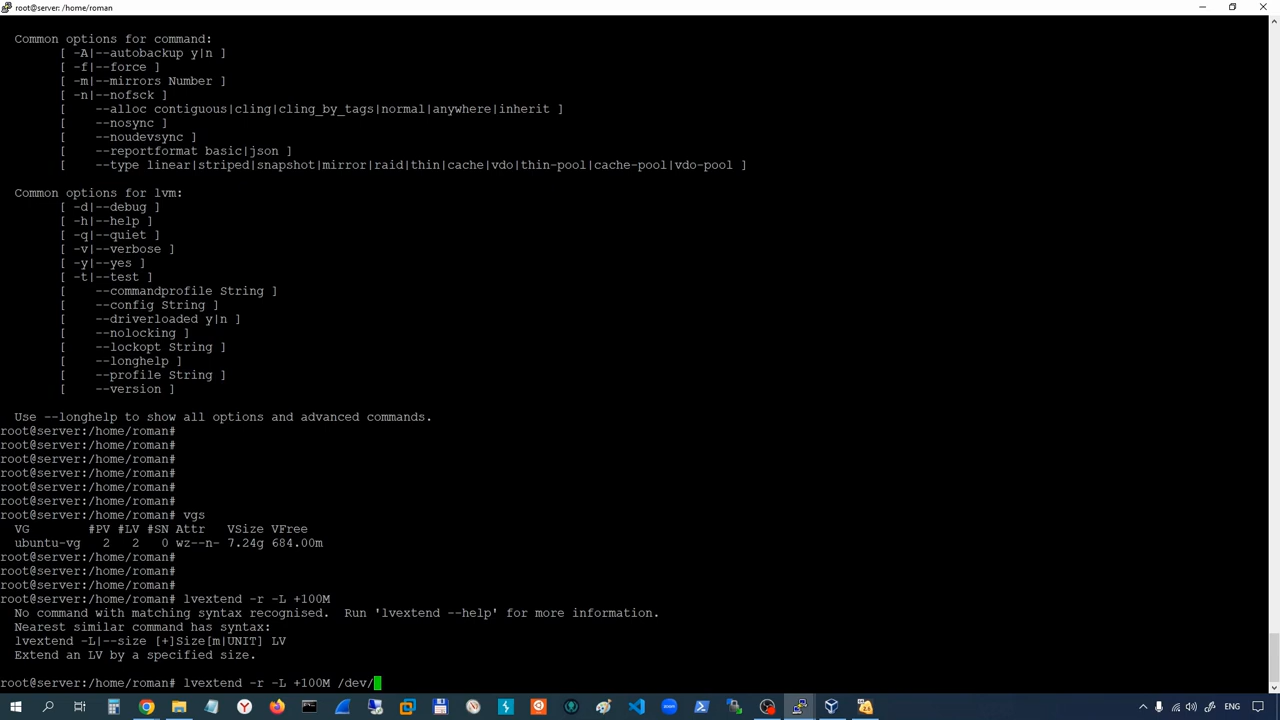 root@server: /home/roman
Common options for command:
[ -A|--autobackup y|n ]
[ -f|--force ]
[ -m|--mirrors Number ]
[ -n|--nofsck ]
[    --alloc contiguous|cling|cling_by_tags|normal|anywhere|inherit ]
[    --nosync ]
[    --noudevsync ]
[    --reportformat basic|json ]
[    --type linear|striped|snapshot|mirror|raid|thin|cache|vdo|thin-pool|cache-pool|vdo-pool ]
Common options for lvm:
[ -d|--debug ]
[ -h|--help ]
[ -q|--quiet ]
[ -v|--verbose ]
[ -y|--yes ]
[ -t|--test ]
[    --commandprofile String ]
[    --config String ]
[    --driverloaded y|n ]
[    --nolocking ]
[    --lockopt String ]
[    --longhelp ]
[    --profile String ]
[    --version ]
Use --longhelp to show all options and advanced commands.
root@server:/home/roman#
root@server:/home/roman#
root@server:/home/roman#
root@server:/home/roman#
root@server:/home/roman#
root@server:/home/roman#
root@server:/home/roman# vgs
VG        #PV #LV #SN Attr   VSize VFree
ubuntu-vg   2   2   0 wz--n- 7.24g 684.00m
root@server:/home/roman#
root@server:/home/roman#
root@server:/home/roman#
root@server:/home/roman# lvextend -r -L +100M
No command with matching syntax recognised.  Run 'lvextend --help' for more information.
Nearest similar command has syntax:
lvextend -L|--size [+]Size[m|UNIT] LV
Extend an LV by a specified size.
root@server:/home/roman# lvextend -r -L +100M /dev/
ENG